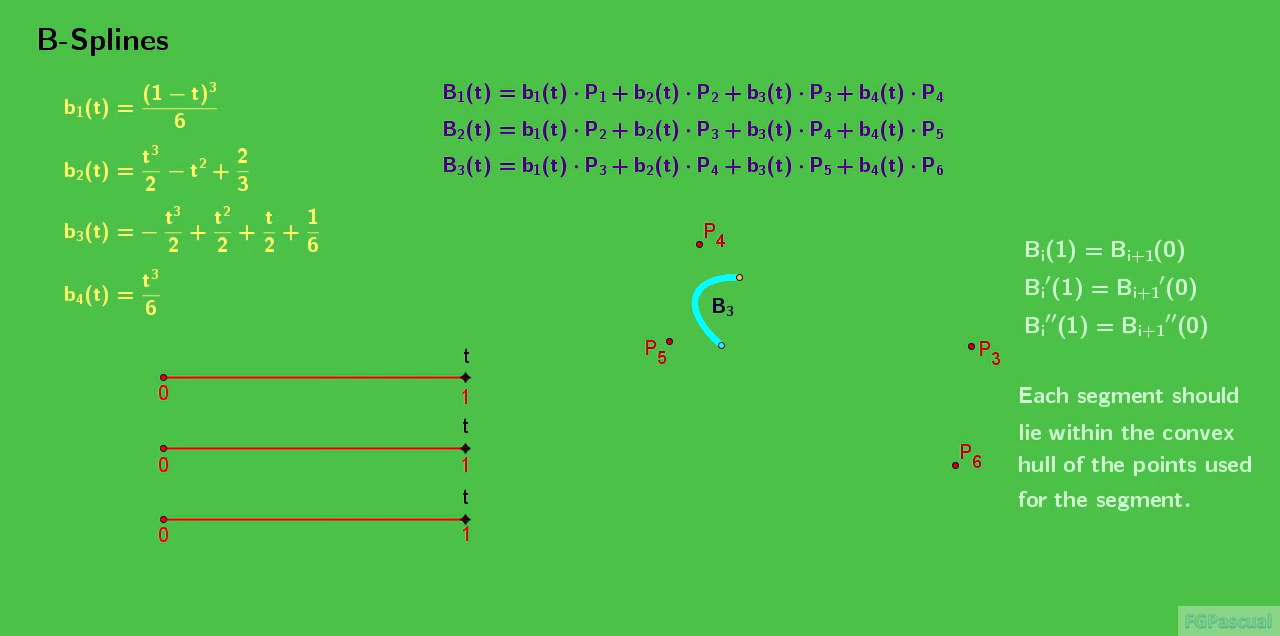 B-Splines
b₁(t) = (1 − t)³/6
b₂(t) = t³/2 − t² + 2/3
b₃(t) = − t³/2 + t²/2 + t/2 + 1/6
b₄(t) = t³/6
B₁(t) = b₁(t) · P₁ + b₂(t) · P₂ + b₃(t) · P₃ + b₄(t) · P₄
B₂(t) = b₁(t) · P₂ + b₂(t) · P₃ + b₃(t) · P₄ + b₄(t) · P₅
B₃(t) = b₁(t) · P₃ + b₂(t) · P₄ + b₃(t) · P₅ + b₄(t) · P₆
P₄
B₃
P₅
P₃
P₆
Bᵢ(1) = Bᵢ₊₁(0)
Bᵢ′(1) = Bᵢ₊₁′(0)
Bᵢ′′(1) = Bᵢ₊₁′′(0)
Each segment should
lie within the convex
hull of the points used
for the segment.
t
0 1
t
0 1
t
0 1
FGPascual